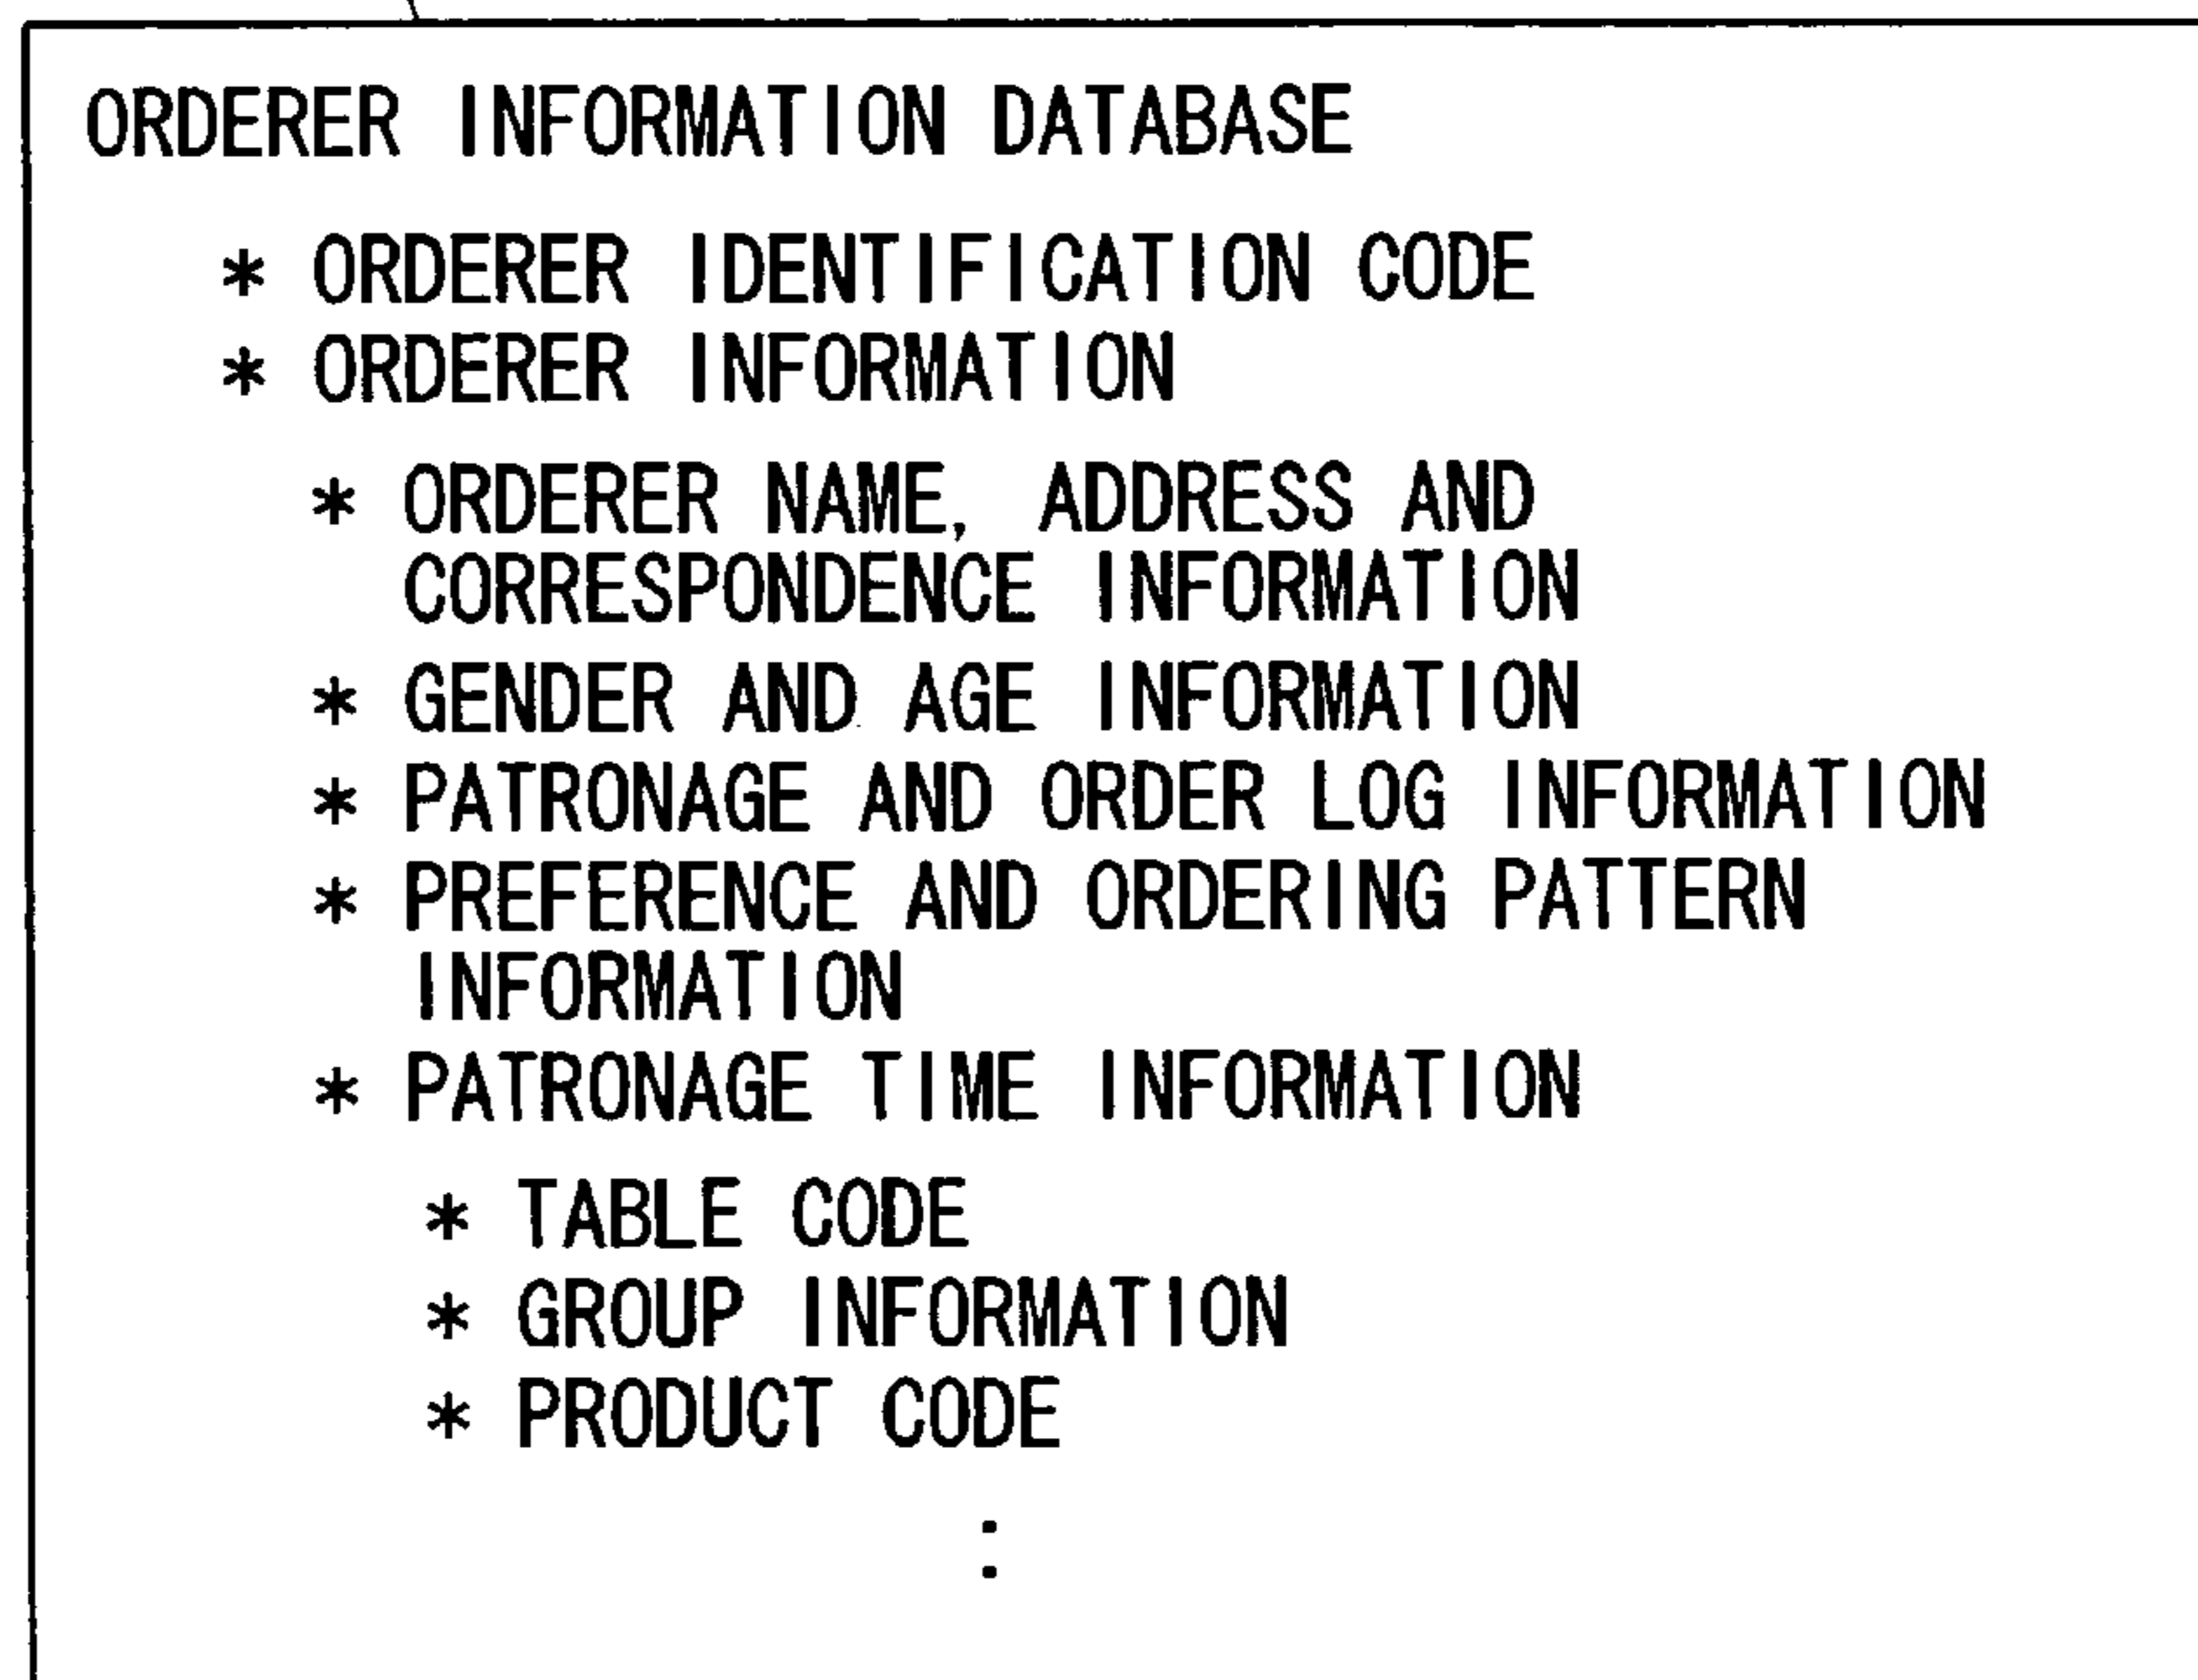 ORDERER INFORMATION DATABASE
* ORDERER IDENTIFICATION CODE
* ORDERER INFORMATION
* ORDERER NAME, ADDRESS AND
CORRESPONDENCE INFORMATION
* GENDER AND AGE INFORMATION
* PATRONAGE AND ORDER LOG INFORMATION
* PREFERENCE AND ORDERING PATTERN
INFORMATION
* PATRONAGE TIME INFORMATION
* TABLE CODE
* GROUP INFORMATION
* PRODUCT CODE
: